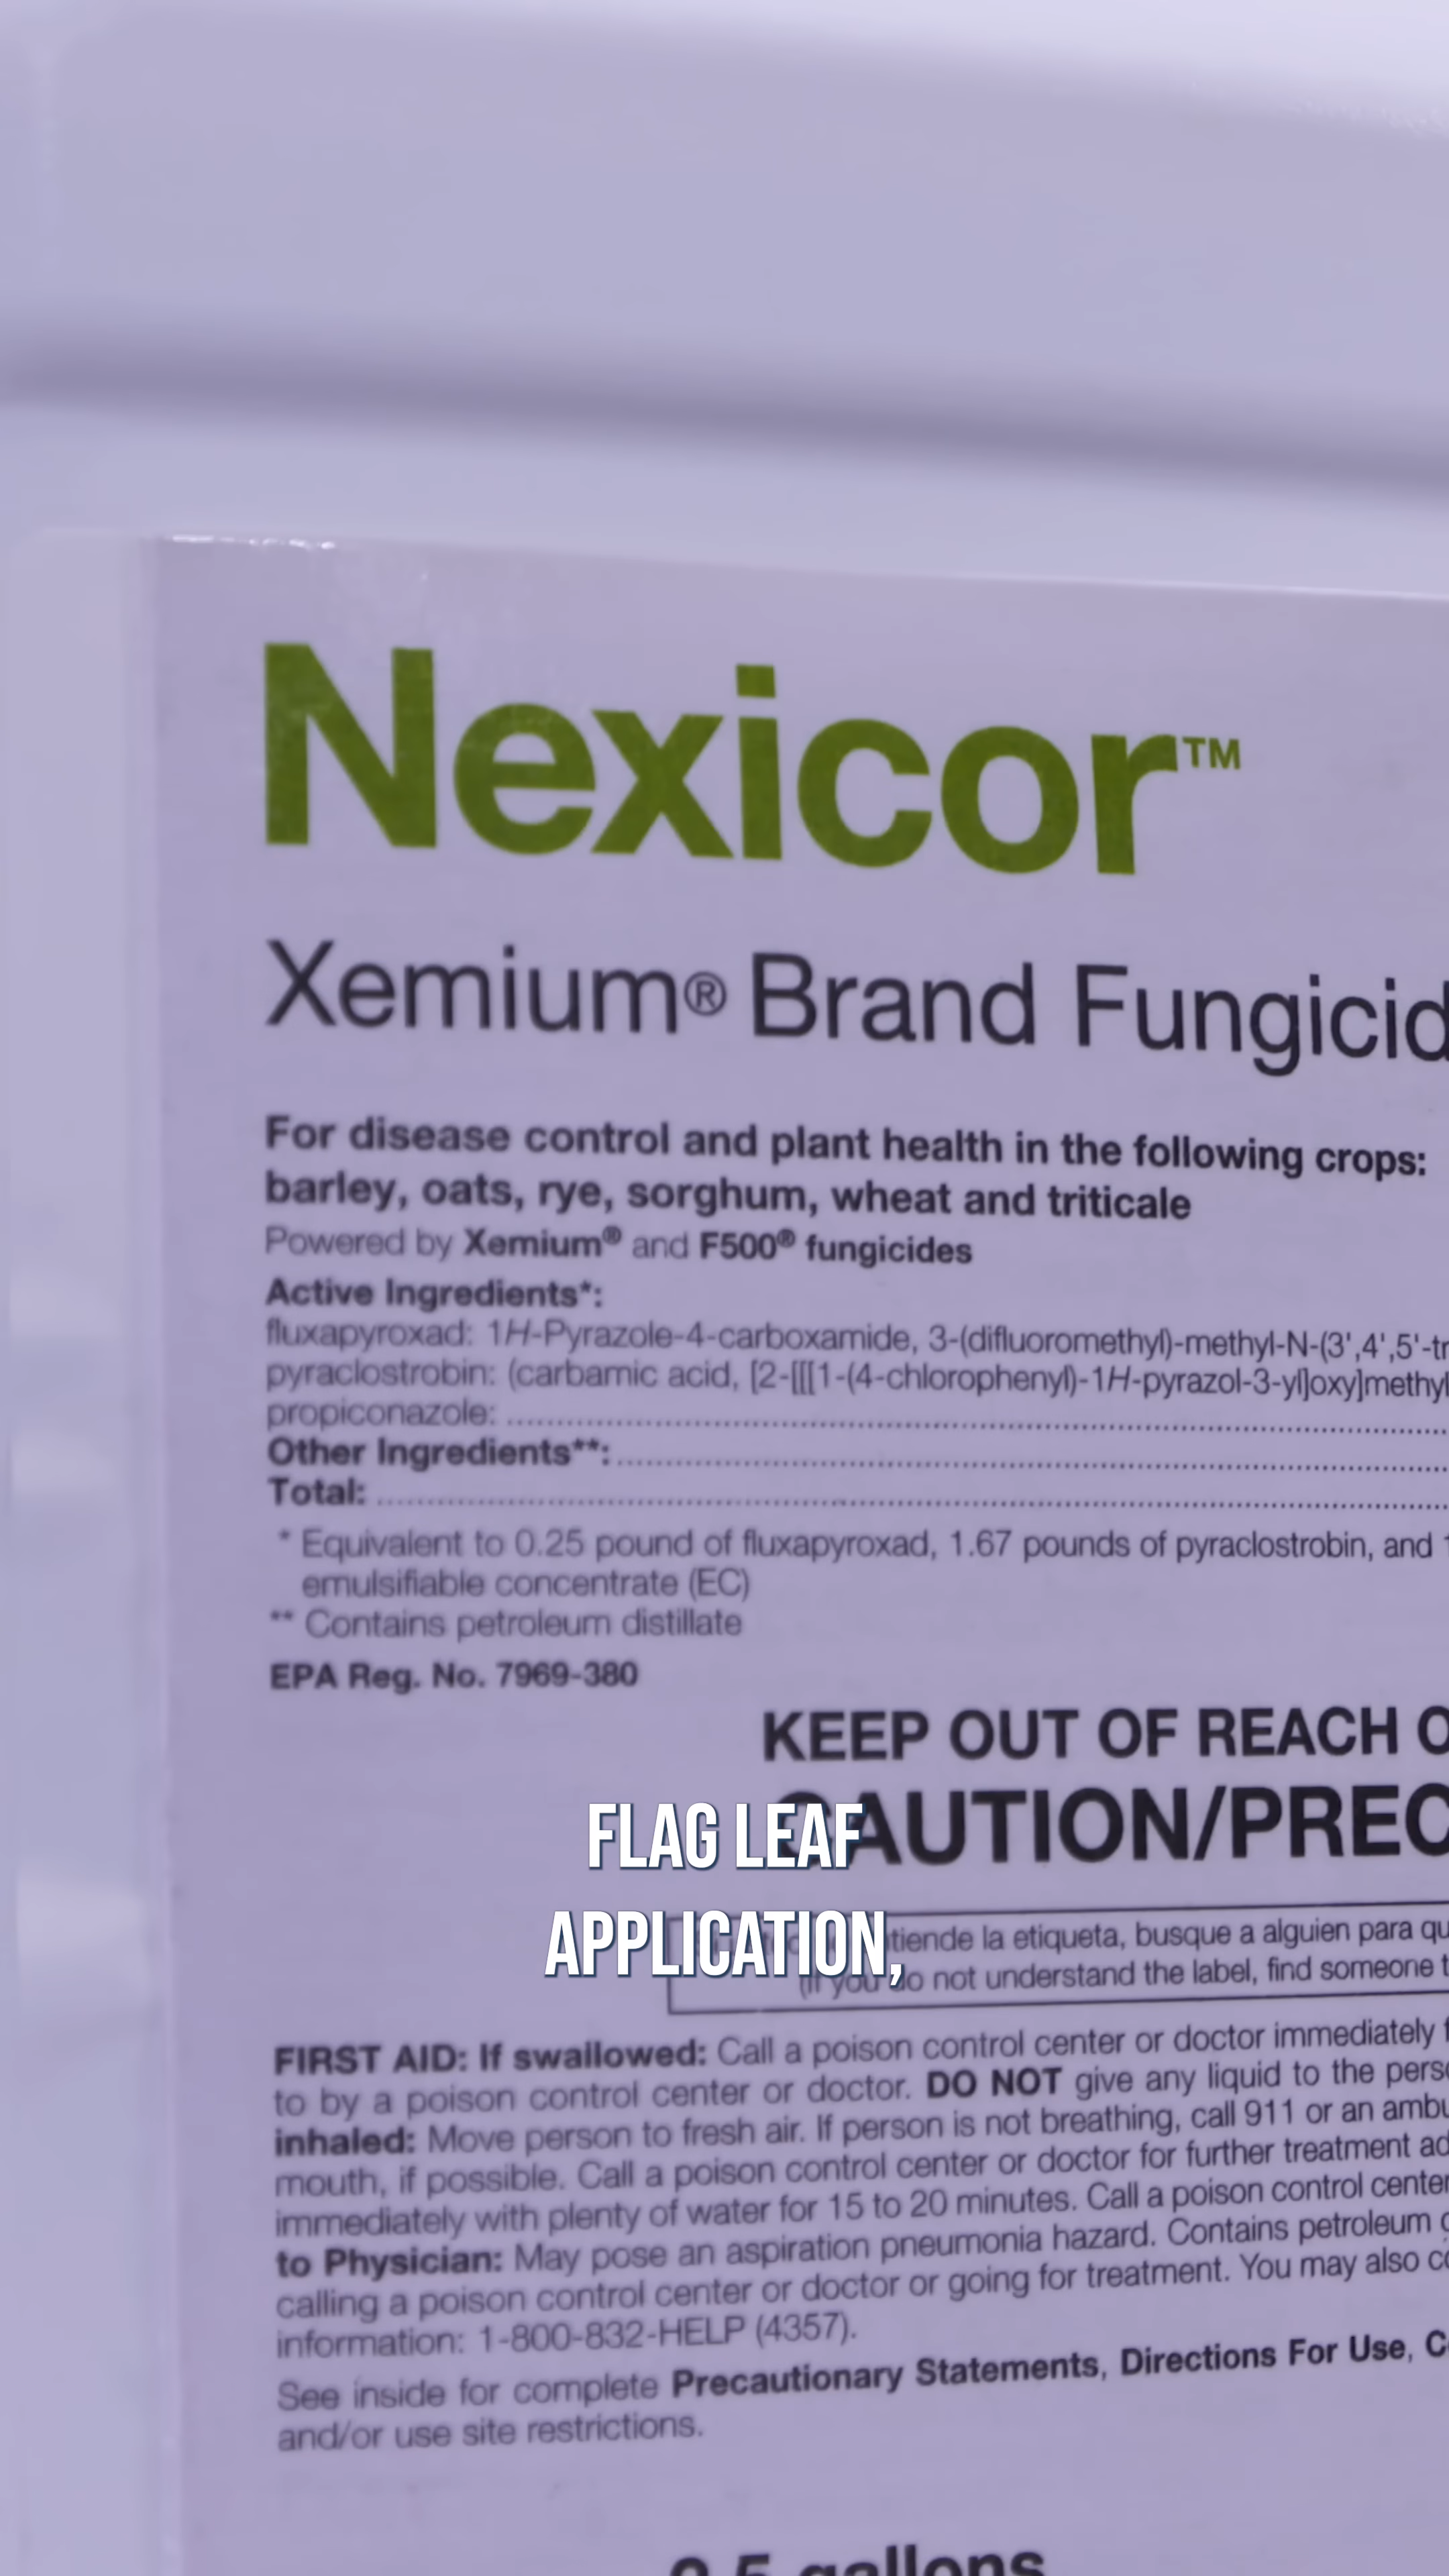 Nexicor™
Xemium® Brand Fungicid
For disease control and plant health in the following crops:
barley, oats, rye, sorghum, wheat and triticale
Powered by Xemium® and F500® fungicides
Active Ingredients*:
fluxapyroxad: 1H-Pyrazole-4-carboxamide, 3-(difluoromethyl)-methyl-N-(3',4',5'-tr
pyraclostrobin: (carbamic acid, [2-[[[1-(4-chlorophenyl)-1H-pyrazol-3-yl]oxy]methyl
propiconazole:
Other Ingredients**:
Total:
* Equivalent to 0.25 pound of fluxapyroxad, 1.67 pounds of pyraclostrobin, and 1
emulsifiable concentrate (EC)
** Contains petroleum distillate
EPA Reg. No. 7969-380
KEEP OUT OF REACH O
CAUTION/PREC
FLAG LEAF
APPLICATION,
tiende la etiqueta, busque a alguien para qu
(If you do not understand the label, find someone t
FIRST AID: If swallowed: Call a poison control center or doctor immediately f
to by a poison control center or doctor. DO NOT give any liquid to the pers
inhaled: Move person to fresh air. If person is not breathing, call 911 or an ambu
mouth, if possible. Call a poison control center or doctor for further treatment ad
immediately with plenty of water for 15 to 20 minutes. Call a poison control center
to Physician: May pose an aspiration pneumonia hazard. Contains petroleum
calling a poison control center or doctor or going for treatment. You may also co
information: 1-800-832-HELP (4357).
See inside for complete Precautionary Statements, Directions For Use, C
and/or use site restrictions.
2.5 gallons